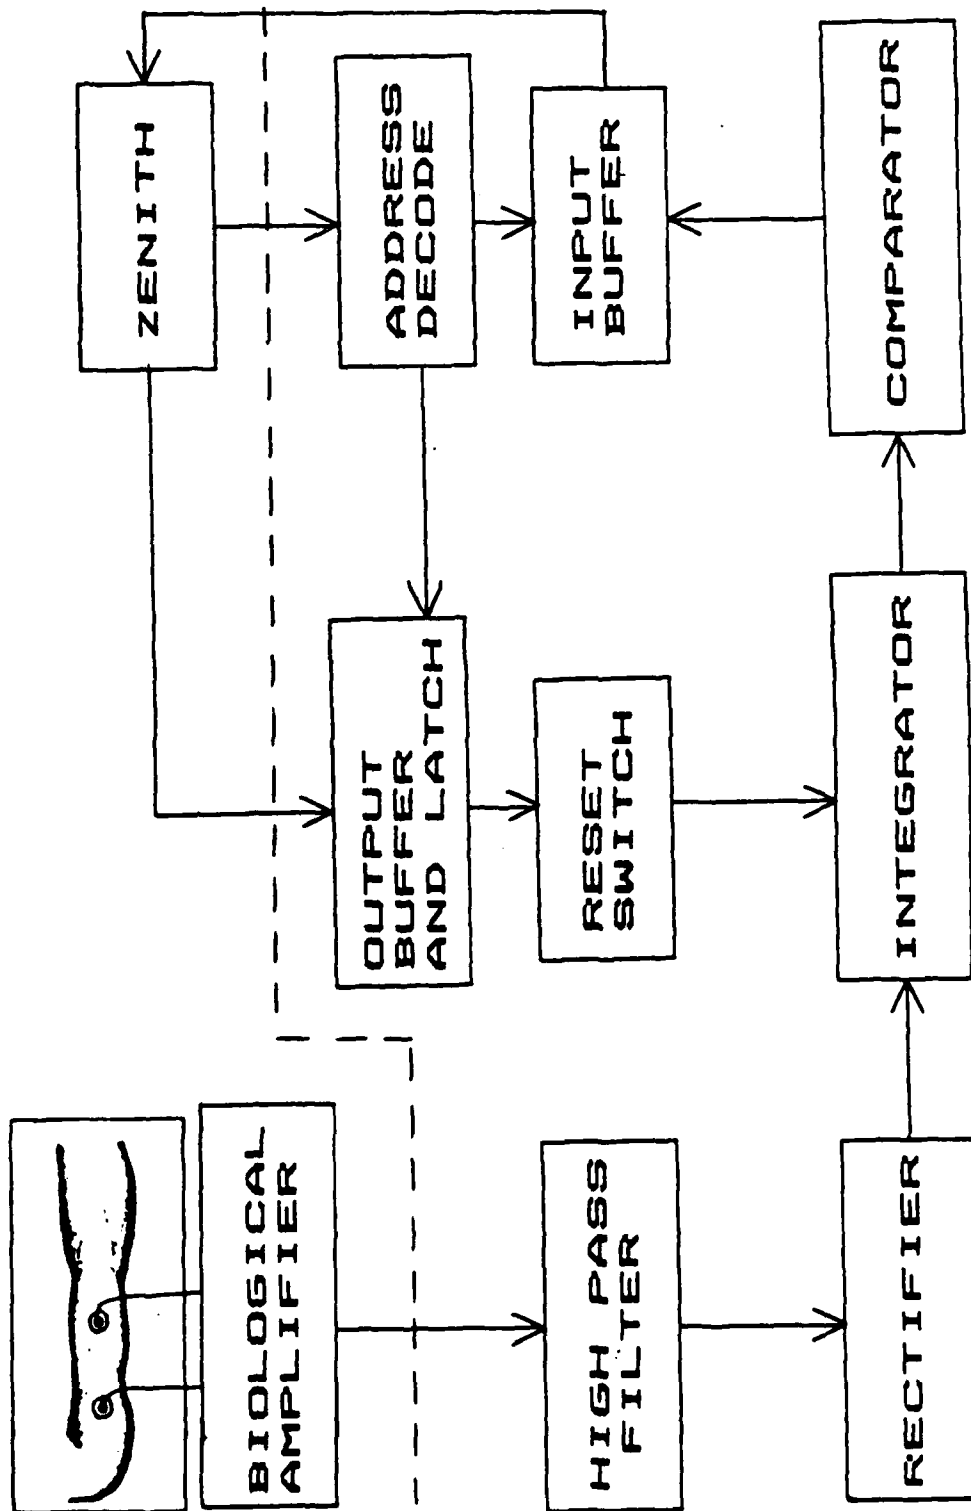 BIOLOGICAL
AMPLIFIER
HIGH PASS
FILTER
RECTIFIER
OUTPUT
BUFFER
AND LATCH
RESET
SWITCH
INTEGRATOR
ZENITH
ADDRESS
DECODE
INPUT
BUFFER
COMPARATOR